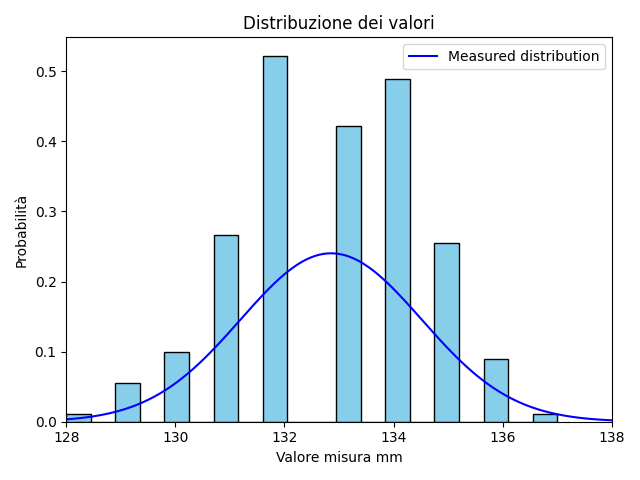 Distribuzione dei valori
Measured distribution
Probabilità
0.5
0.4
0.3
0.2
0.1
0.0
128 130 132 134 136 138
Valore misura mm